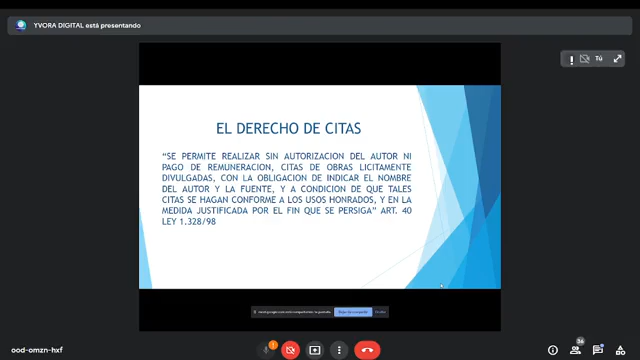 YVORA DIGITAL está presentando
Tú
EL DERECHO DE CITAS
"SE PERMITE REALIZAR SIN AUTORIZACION DEL AUTOR NI
PAGO DE REMUNERACION, CITAS DE OBRAS LICITAMENTE
DIVULGADAS, CON LA OBLIGACION DE INDICAR EL NOMBRE
DEL AUTOR Y LA FUENTE, Y A CONDICION DE QUE TALES
CITAS SE HAGAN CONFORME A LOS USOS HONRADOS, Y EN LA
MEDIDA JUSTIFICADA POR EL FIN QUE SE PERSIGA" ART. 40
LEY 1.328/98
ood-omzn-hxf
36